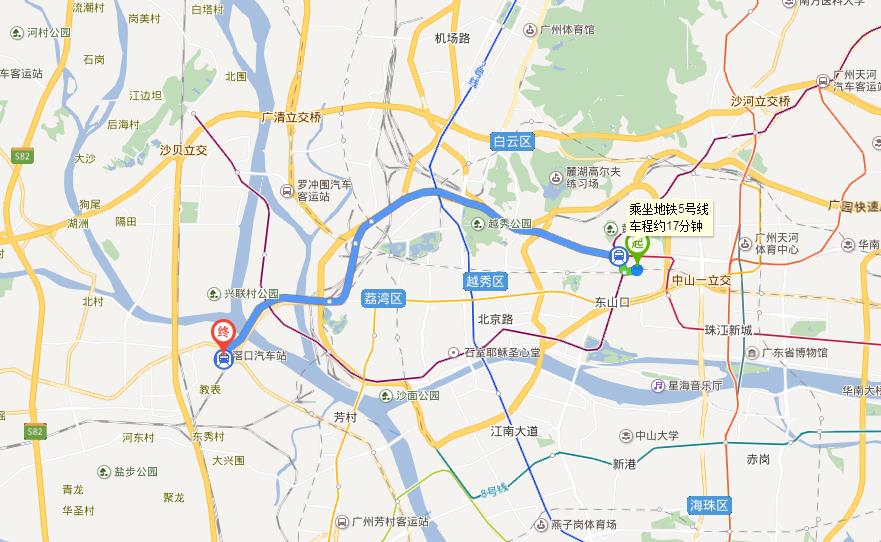 流潮村
白塔村
岗美村
南方医科大学
河村公园
机场路
广州体育馆
石岗
车客运站
北围
2号线
广州天河
汽车客运站
江边坦
后海村
广清立交桥
沙河立交桥
S82
大沙
沙贝立交
白云区
罗冲围汽车
客运站
麓湖高尔夫
练习场
狗尾
湖洲
隔田
越秀公园
乘坐地铁5号线
车程约17分钟
起
广园快速
广州天河
体育中心
华南
北村
兴联村公园
荔湾区
越秀区
中山一立交
东山口
终
北京路
珠江新城
滘口汽车站
石室耶稣圣心堂
广东省博物馆
教表
沙面公园
星海音乐厅
华南大桥
芳村
S82
河东村
东秀村
江南大道
中山大学
大兴围
新港
赤岗
盐步公园
青龙
聚龙
8号线
华圣村
海珠区
广州芳村客运站
燕子岗体育场